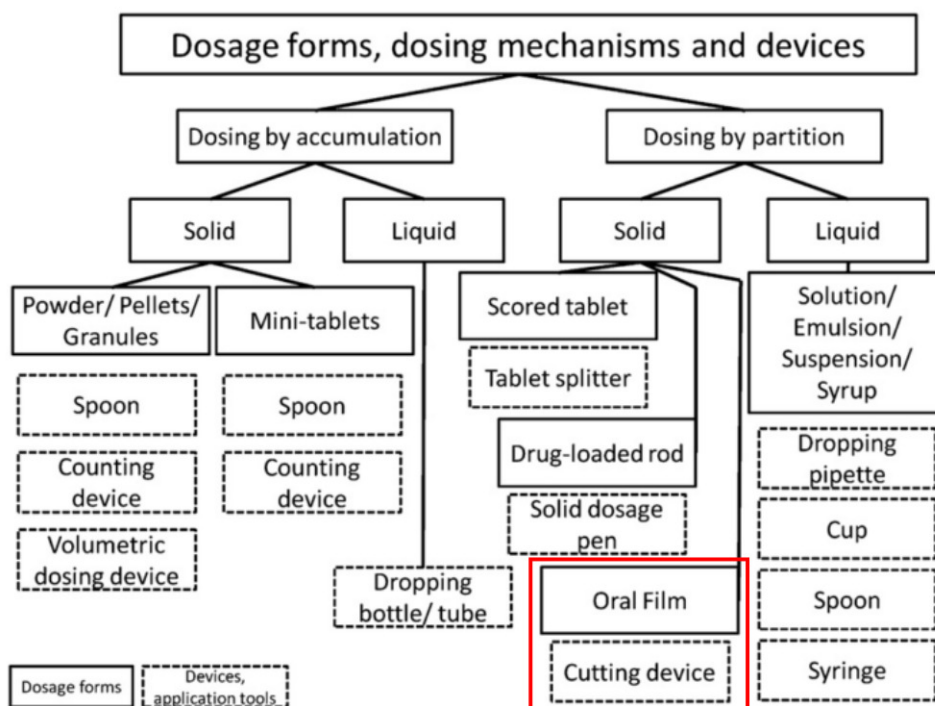 Dosage forms, dosing mechanisms and devices
Dosing by accumulation
Dosing by partition
Solid
Liquid
Solid
Liquid
Powder/ Pellets/
Granules
Mini-tablets
Scored tablet
Solution/
Emulsion/
Suspension/
Syrup
Spoon
Spoon
Tablet splitter
Counting
device
Counting
device
Drug-loaded rod
Dropping
pipette
Volumetric
dosing device
Solid dosage
pen
Cup
Dropping
bottle/ tube
Oral Film
Spoon
Cutting device
Syringe
Dosage forms
Devices,
application tools